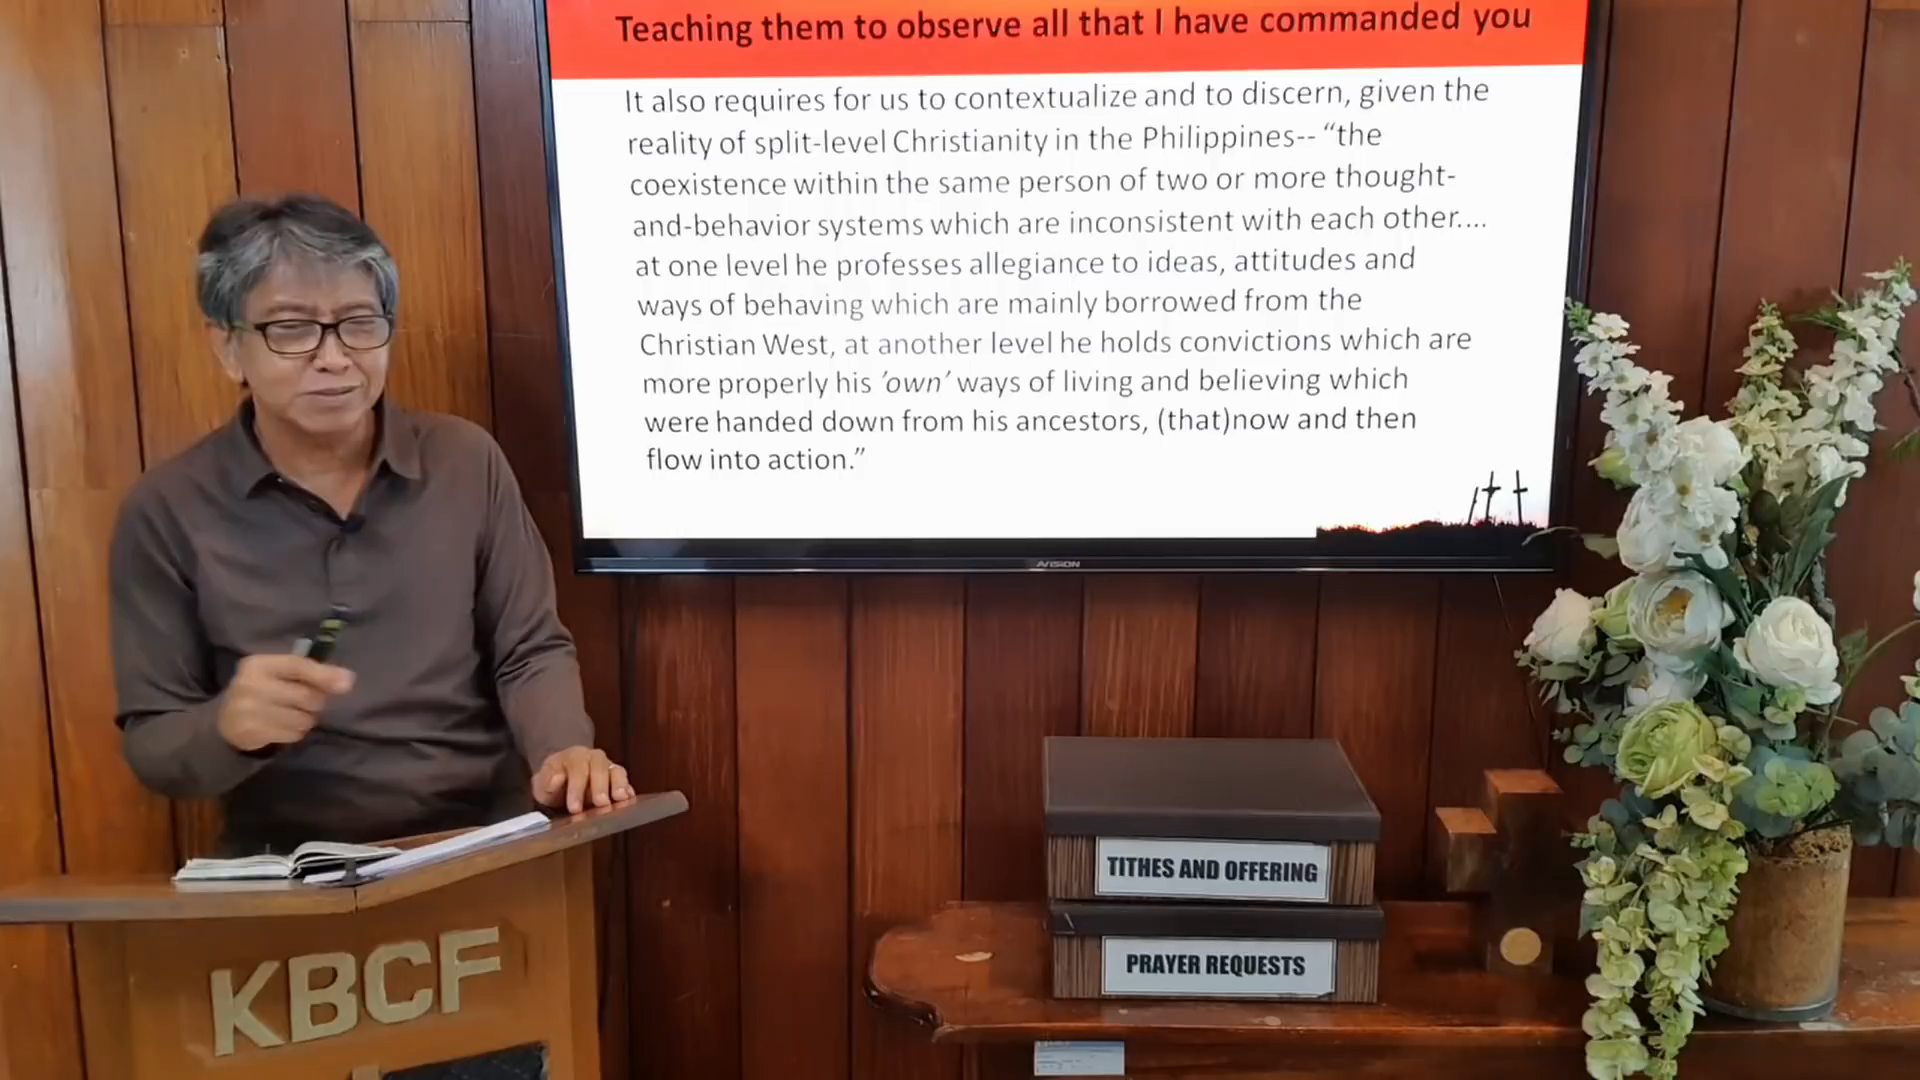 Teaching them to observe all that I have commanded you
It also requires for us to contextualize and to discern, given the
reality of split-level Christianity in the Philippines-- “the
coexistence within the same person of two or more thought-
and-behavior systems which are inconsistent with each other....
at one level he professes allegiance to ideas, attitudes and
ways of behaving which are mainly borrowed from the
Christian West, at another level he holds convictions which are
more properly his ’own’ ways of living and believing which
were handed down from his ancestors, (that)now and then
flow into action.”
AVISION
TITHES AND OFFERING
PRAYER REQUESTS
KBCF